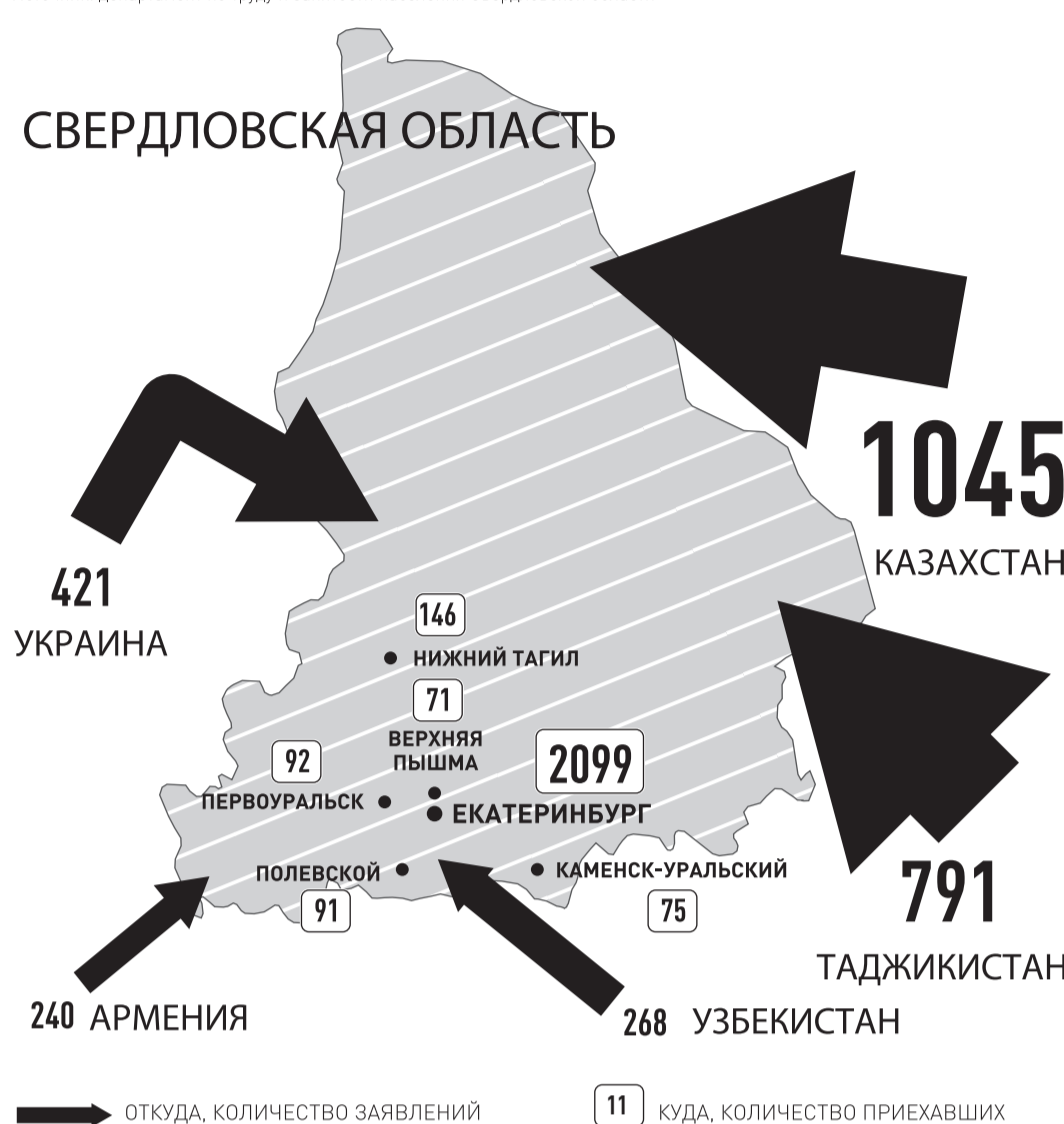 СВЕРДЛОВСКАЯ ОБЛАСТЬ
1045
КАЗАХСТАН
421
УКРАИНА
146
НИЖНИЙ ТАГИЛ
71
ВЕРХНЯЯ
ПЫШМА
92
ПЕРВОУРАЛЬСК
2099
ЕКАТЕРИНБУРГ
ПОЛЕВСКОЙ
91
КАМЕНСК-УРАЛЬСКИЙ
75
791
ТАДЖИКИСТАН
240 АРМЕНИЯ
268 УЗБЕКИСТАН
ОТКУДА, КОЛИЧЕСТВО ЗАЯВЛЕНИЙ
11 КУДА, КОЛИЧЕСТВО ПРИЕХАВШИХ